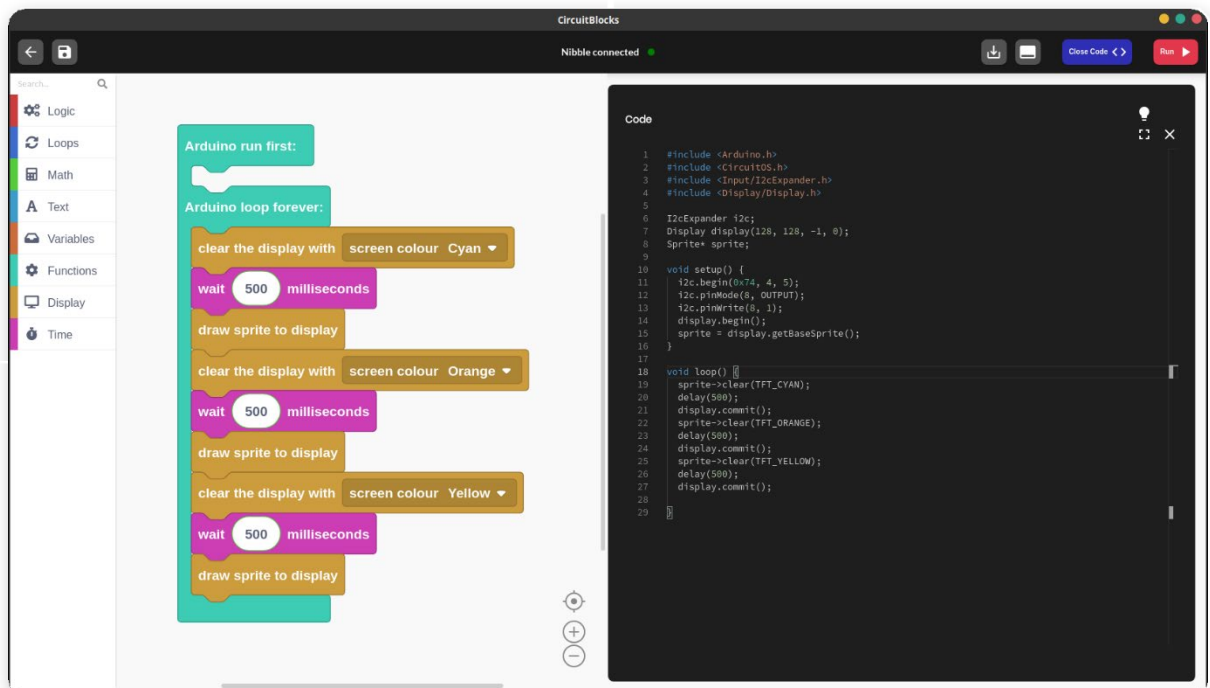 CircuitBlocks
Nibble connected
Close Code
Run
Search..
Logic
Loops
Math
Text
Variables
Functions
Display
Time
Arduino run first:
Arduino loop forever:
clear the display with screen colour Cyan
wait 500 milliseconds
draw sprite to display
clear the display with screen colour Orange
wait 500 milliseconds
draw sprite to display
clear the display with screen colour Yellow
wait 500 milliseconds
draw sprite to display
Code
1 #include <Arduino.h>
2 #include <CircuitOS.h>
3 #include <Input/I2cExpander.h>
4 #include <Display/Display.h>
5
6 I2cExpander i2c;
7 Display display(128, 128, -1, 0);
8 Sprite* sprite;
9
10 void setup() {
11 i2c.begin(0x74, 4, 5);
12 i2c.pinMode(8, OUTPUT);
13 i2c.pinWrite(8, 1);
14 display.begin();
15 sprite = display.getBaseSprite();
16 }
17
18 void loop() {
19 sprite->clear(TFT_CYAN);
20 delay(500);
21 display.commit();
22 sprite->clear(TFT_ORANGE);
23 delay(500);
24 display.commit();
25 sprite->clear(TFT_YELLOW);
26 delay(500);
27 display.commit();
28
29 }